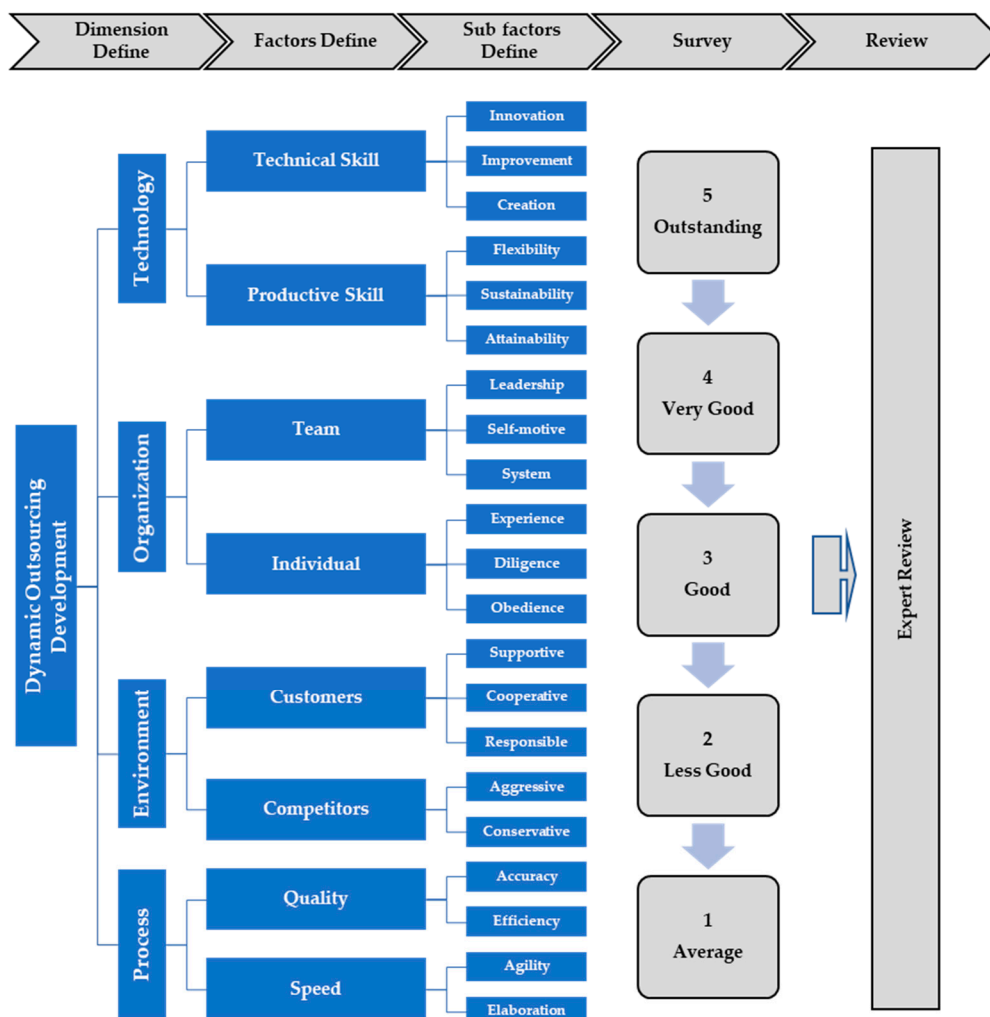 Dimension
Define
Factors Define
Sub factors
Define
Survey
Review
Dynamic Outsourcing
Development
Technology
Technical Skill
Innovation
Improvement
Creation
Productive Skill
Flexibility
Sustainability
Attainability
Organization
Team
Leadership
Self-motive
System
Individual
Experience
Diligence
Obedience
Environment
Customers
Supportive
Cooperative
Responsible
Competitors
Aggressive
Conservative
Process
Quality
Accuracy
Efficiency
Speed
Agility
Elaboration
5
Outstanding
4
Very Good
3
Good
2
Less Good
1
Average
Expert Review